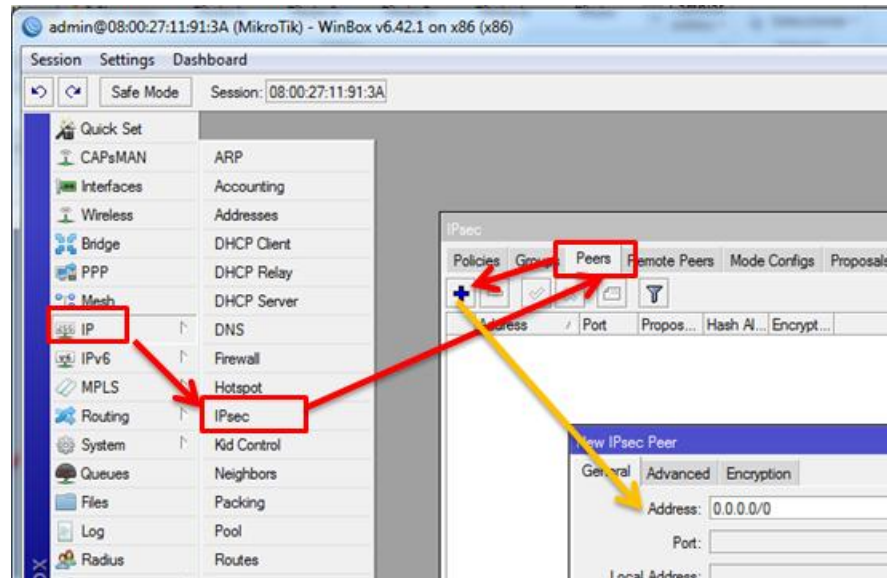 admin@08:00:27:11:91:3A (MikroTik) - WinBox v6.42.1 on x86 (x86)
Session Settings Dashboard
Safe Mode Session: 08:00:27:11:91:3A
Quick Set
CAPsMAN
Interfaces
Wireless
Bridge
PPP
Mesh
IP
IPv6
MPLS
Routing
System
Queues
Files
Log
Radius
ARP
Accounting
Addresses
DHCP Client
DHCP Relay
DHCP Server
DNS
Firewall
Hotspot
IPsec
Kid Control
Neighbors
Packing
Pool
Routes
IPsec
Policies Groups Peers Remote Peers Mode Configs Proposals
Address / Port Propos... Hash Al... Encrypt...
New IPsec Peer
General Advanced Encryption
Address: 0.0.0.0/0
Port:
Local Address: